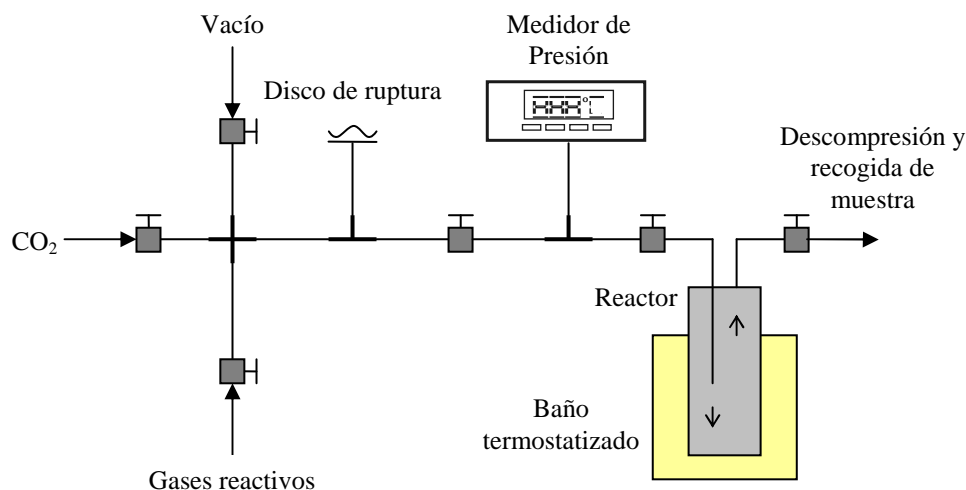 Vacío
Medidor de
Presión
Disco de ruptura
Descompresión y
recogida de
muestra
CO₂
Reactor
Baño
termostatizado
Gases reactivos